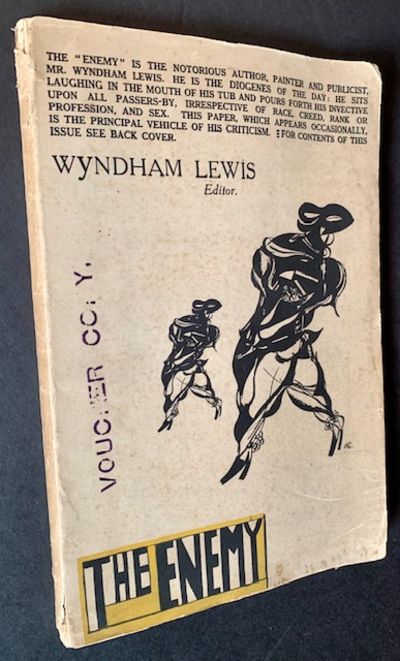 THE "ENEMY" IS THE NOTORIOUS AUTHOR, PAINTER AND PUBLICIST,
MR. WYNDHAM LEWIS. HE IS THE DIOGENES OF THE DAY: HE SITS
LAUGHING IN THE MOUTH OF HIS TUB AND POURS FORTH HIS INVECTIVE
UPON ALL PASSERS-BY, IRRESPECTIVE OF RACE, CREED, RANK OR
PROFESSION, AND SEX. THIS PAPER, WHICH APPEARS OCCASIONALLY,
IS THE PRINCIPAL VEHICLE OF HIS CRITICISM. FOR CONTENTS OF THIS
ISSUE SEE BACK COVER.
WYNDHAM LEWIS
Editor.
VOUCHER COPY.
THE ENEMY